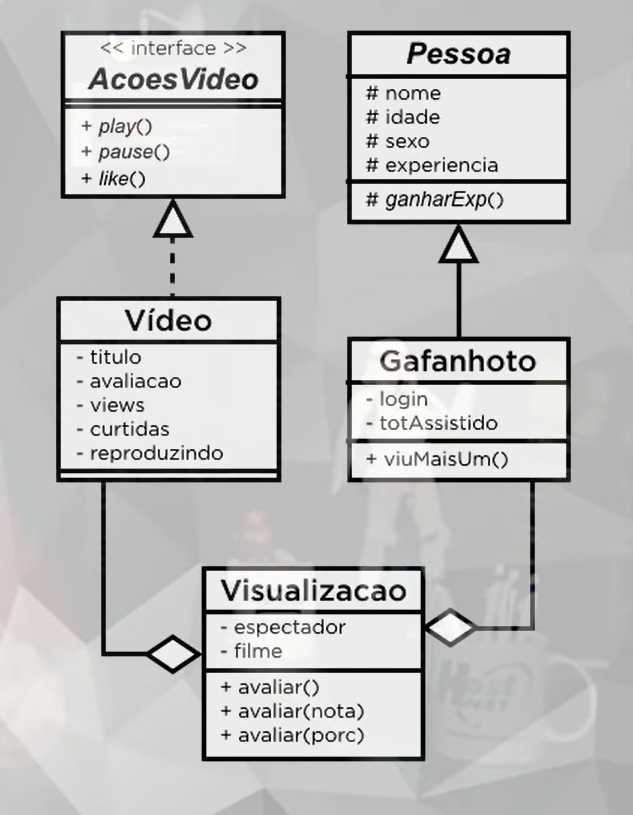 << interface >>
AcoesVideo
+ play()
+ pause()
+ like()
Pessoa
# nome
# idade
# sexo
# experiencia
# ganharExp()
Vídeo
- titulo
- avaliacao
- views
- curtidas
- reproduzindo
Gafanhoto
- login
- totAssistido
+ viuMaisUm()
Visualizacao
- espectador
- filme
+ avaliar()
+ avaliar(nota)
+ avaliar(porc)